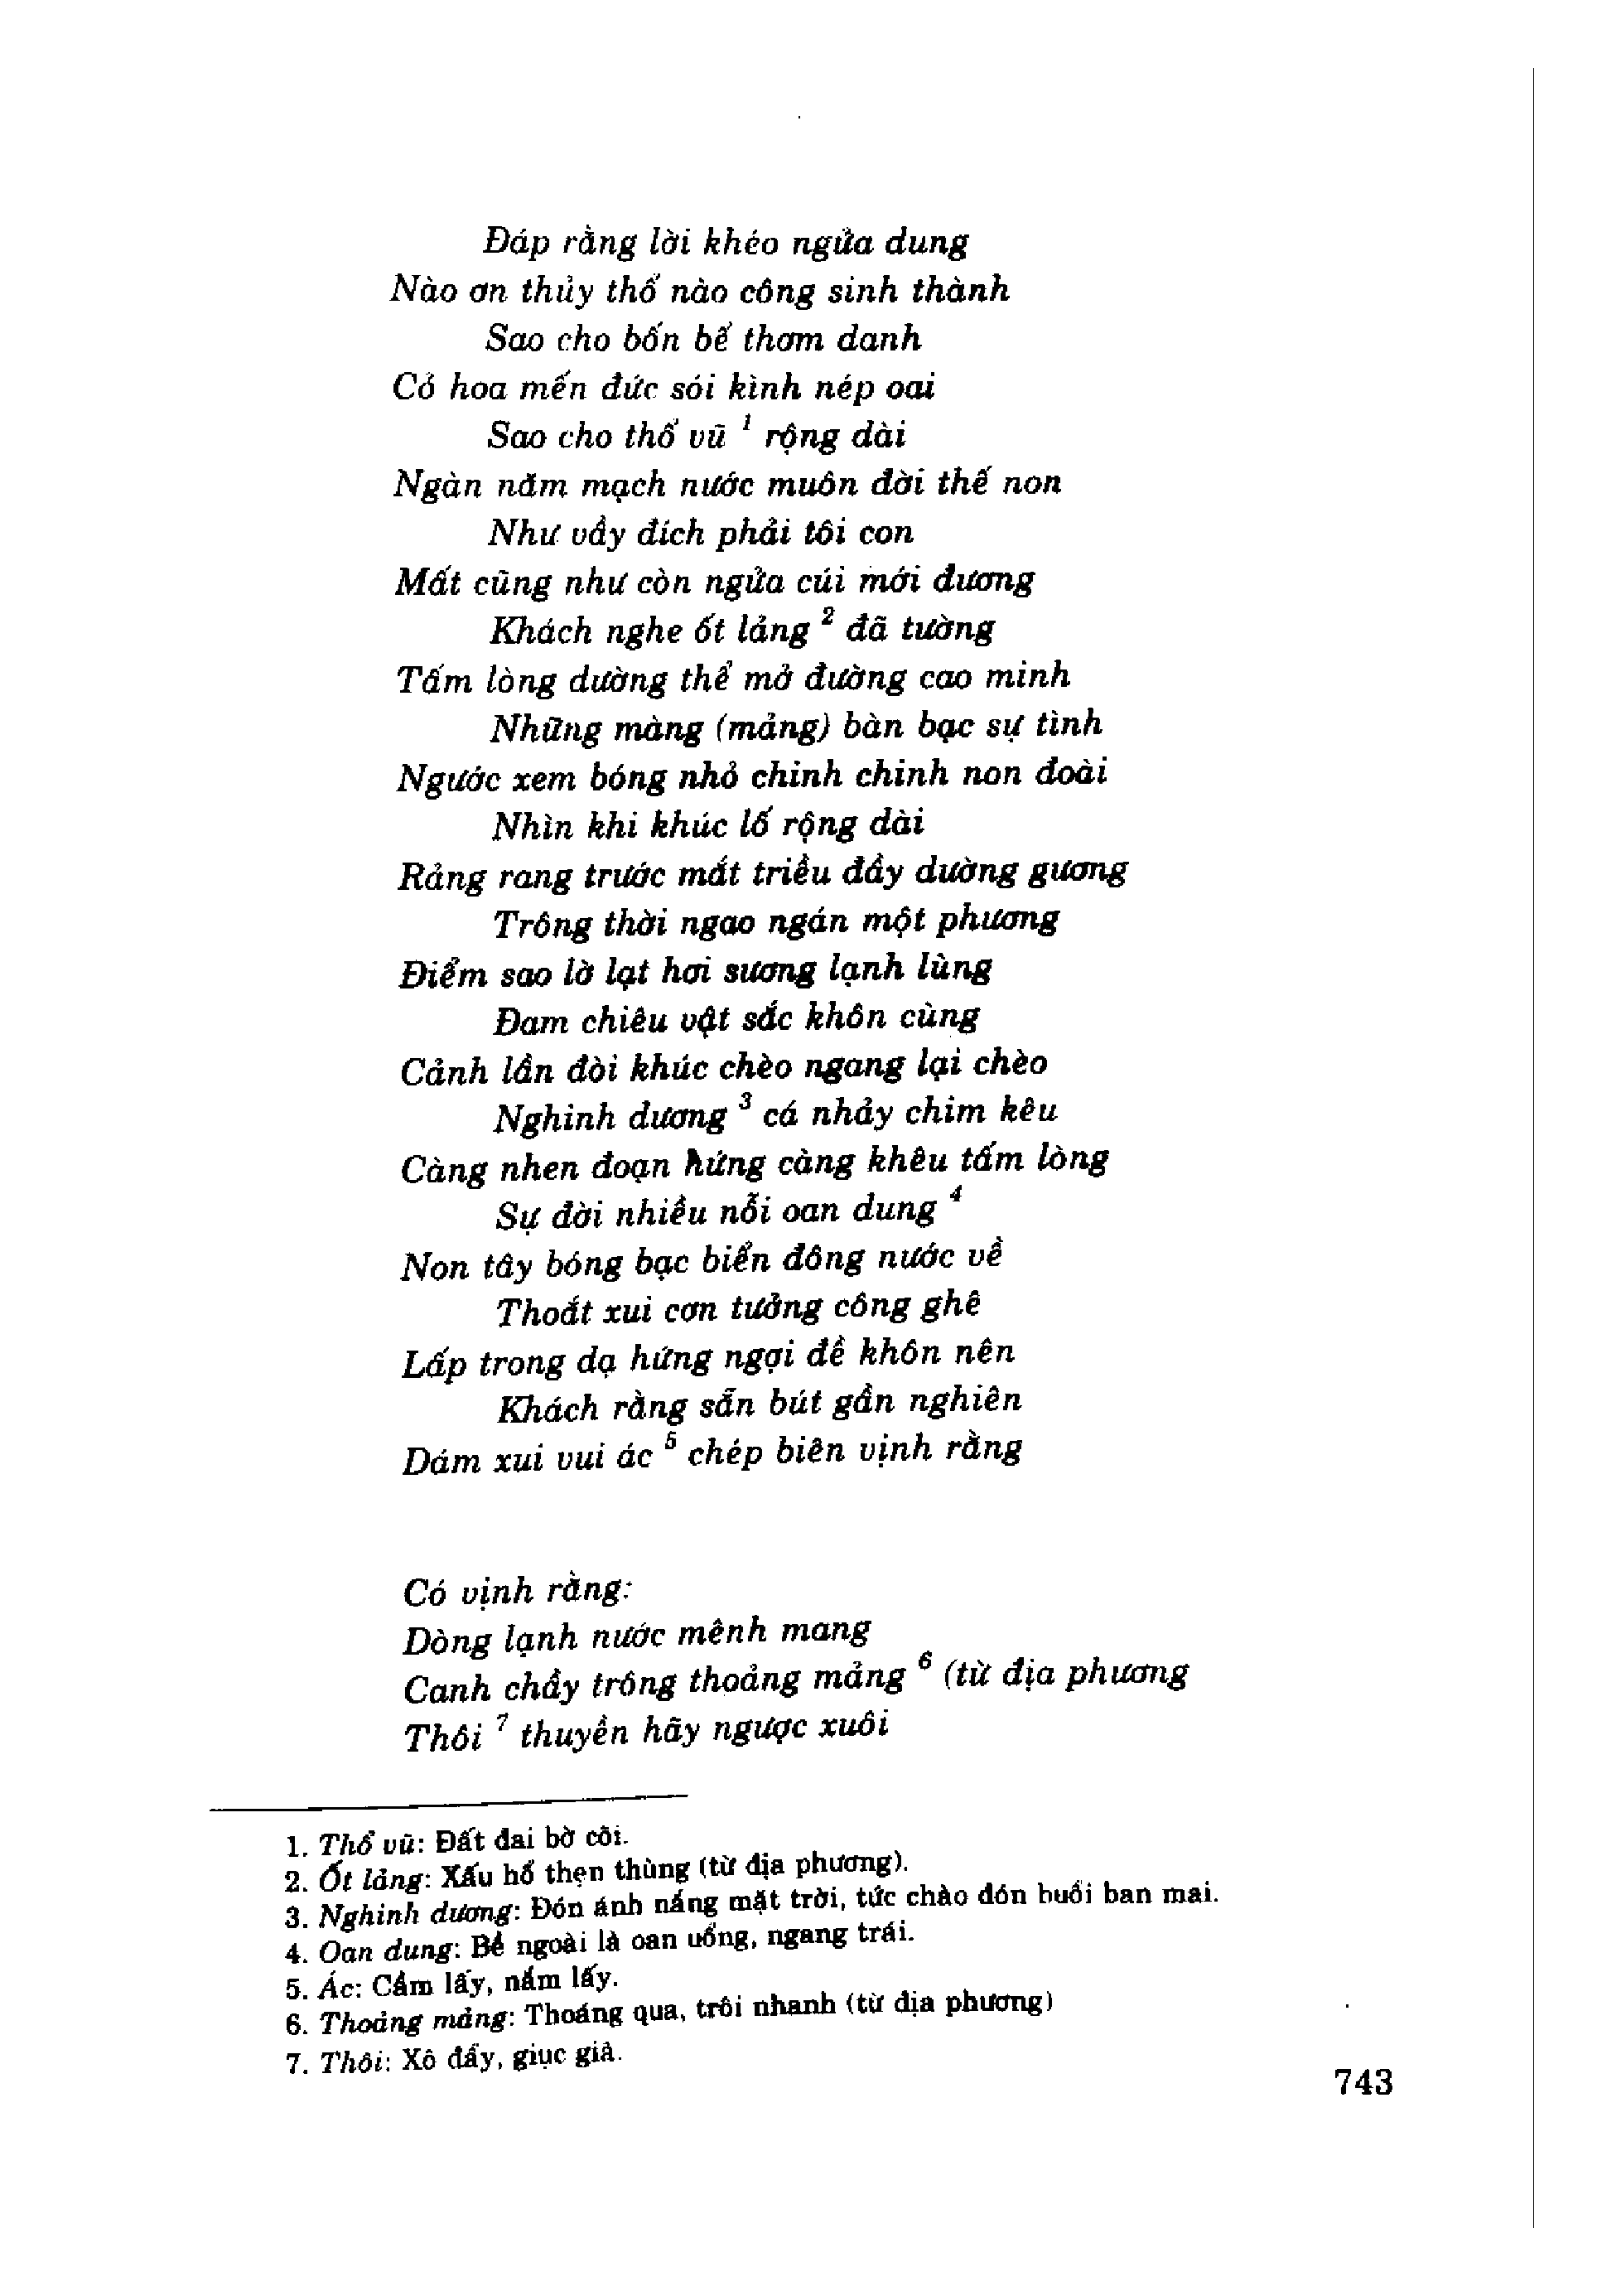 Đáp rằng lời khéo ngửa dung
Nào ơn thủy thổ nào công sinh thành
Sao cho bốn bể thơm danh
Cỏ hoa mến đức sói kình nép oai
Sao cho thổ vũ 1 rộng dài
Ngàn năm mạch nước muôn đời thế non
Như vầy đích phải tôi con
Mất cũng như còn ngửa cúi mới đương
Khách nghe ốt lảng 2 đã tường
Tấm lòng dường thể mở đường cao minh
Những màng (mảng) bàn bạc sự tình
Ngước xem bóng nhỏ chinh chinh non đoài
Nhìn khi khúc lố rộng dài
Rảng rang trước mắt triều đầy dường gương
Trông thời ngao ngán một phương
Điểm sao lờ lạt hơi sương lạnh lùng
Đam chiêu vật sắc khôn cùng
Cảnh lần đòi khúc chèo ngang lại chèo
Nghinh dương 3 cá nhảy chim kêu
Càng nhen đoạn hứng càng khêu tấm lòng
Sự đời nhiều nỗi oan dung 4
Non tây bóng bạc biển đông nước về
Thoắt xui cơn tưởng công ghê
Lấp trong dạ hứng ngợi đề khôn nên
Khách rằng sẵn bút gần nghiên
Dám xui vui ác 5 chép biên vịnh rằng
Có vịnh rằng:
Dòng lạnh nước mênh mang
Canh chầy trông thoảng mảng 6 (từ địa phương
Thôi 7 thuyền hãy ngược xuôi
1. Thổ vũ: Đất đai bờ cõi.
2. Ốt lảng: Xấu hổ thẹn thùng (từ địa phương).
3. Nghinh dương: Đón ánh nắng mặt trời, tức chào đón buổi ban mai.
4. Oan dung: Bề ngoài là oan uổng, ngang trái.
5. Ác: Cầm lấy, nắm lấy.
6. Thoảng mảng: Thoáng qua, trôi nhanh (từ địa phương)
7. Thôi: Xô đẩy, giục giã.
743